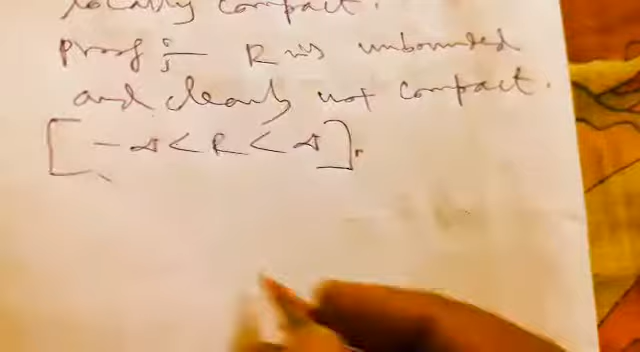 locally compact.
Proof :- R is unbounded
and clearly not compact.
[-∞ < R < ∞].